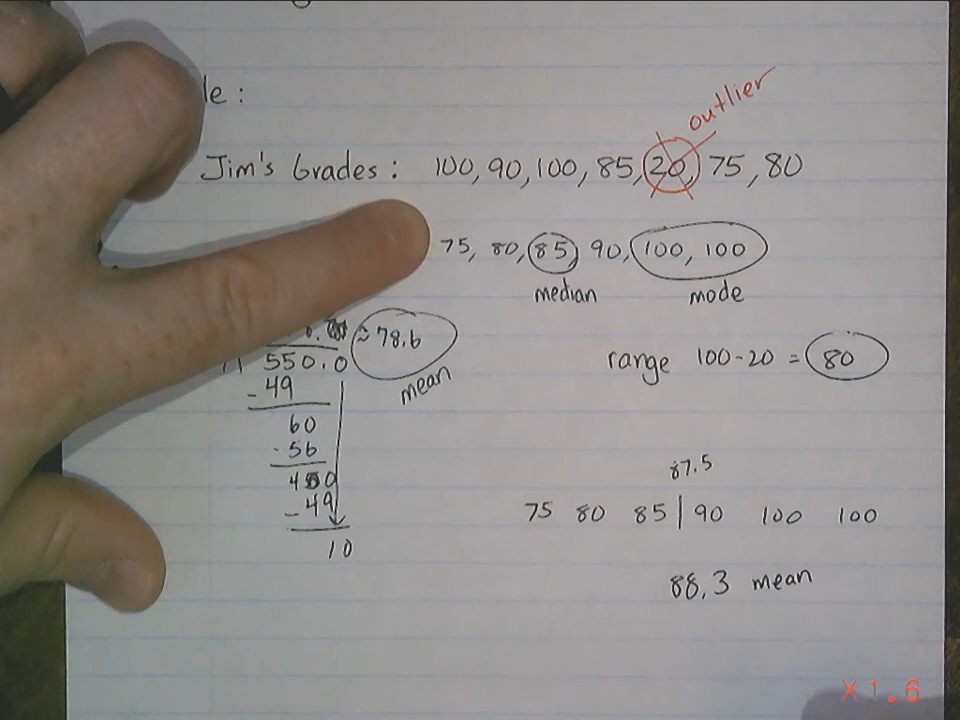 le:
outlier
Jim's Grades: 100, 90, 100, 85, 20, 75, 80
75, 80, 85, 90, 100, 100
median mode
≈ 78.6
mean
550.0
range 100-20 = 80
- 49
60
- 56
- 49
10
87.5
75 80 85 | 90 100 100
88.3 mean
X1.6